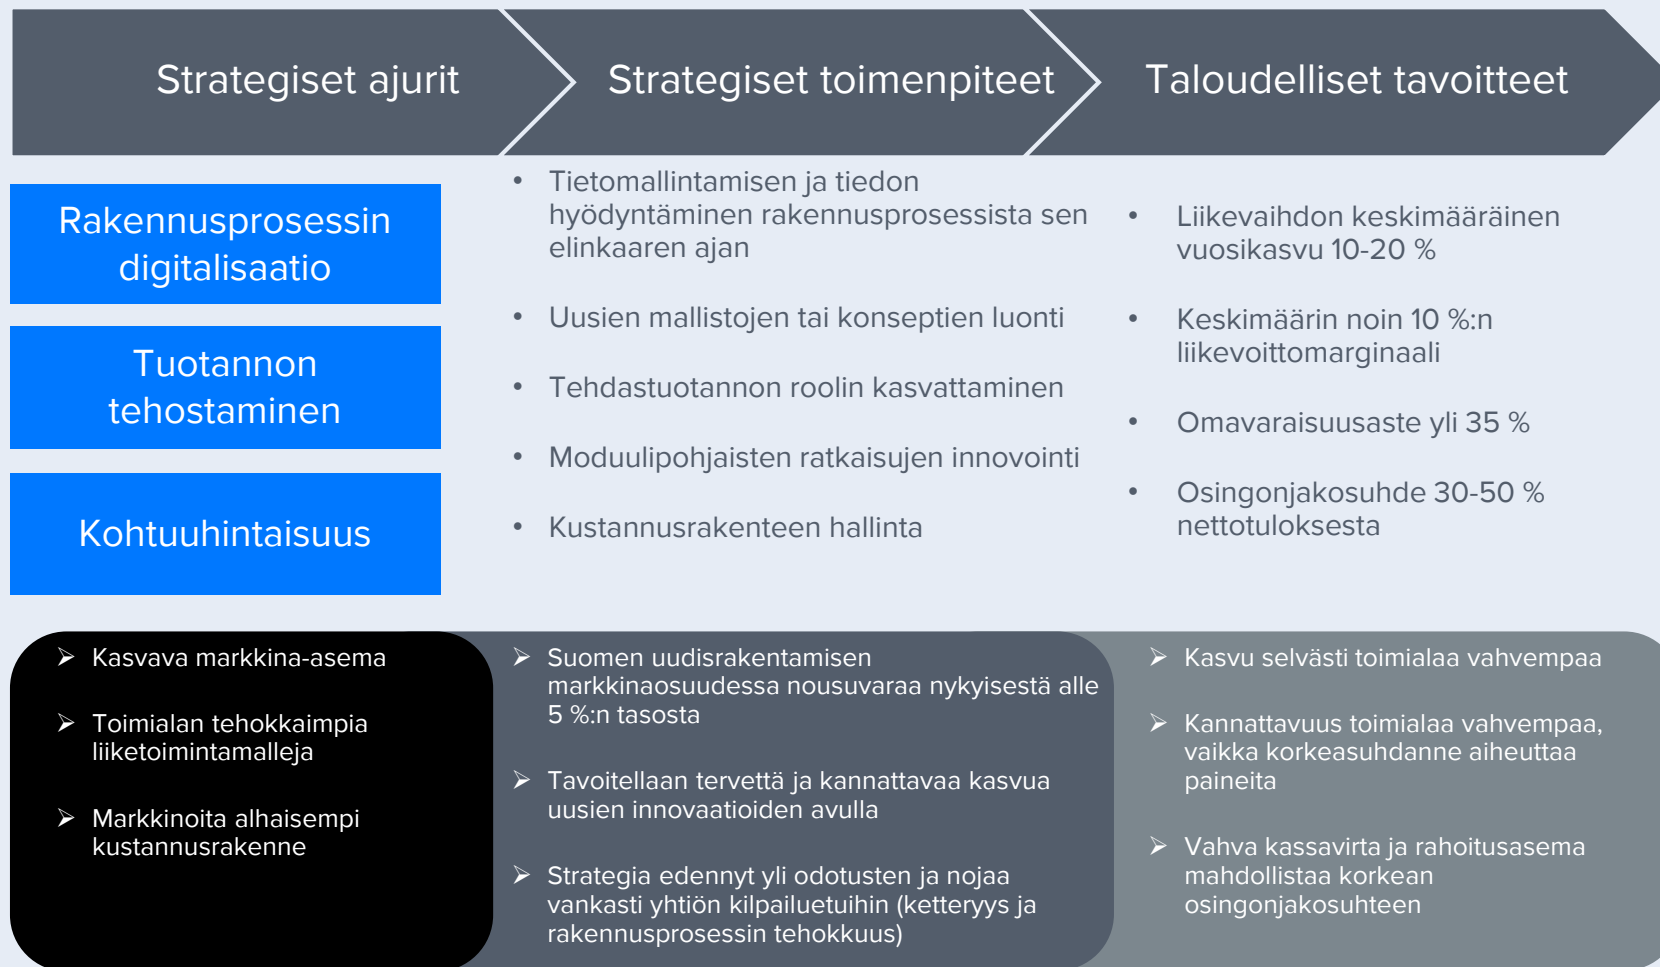 Strategiset ajurit
Strategiset toimenpiteet
Taloudelliset tavoitteet
Rakennusprosessin
digitalisaatio
Tuotannon
tehostaminen
Kohtuuhintaisuus
• Tietomallintamisen ja tiedon
hyödyntäminen rakennusprosessista sen
elinkaaren ajan
• Uusien mallistojen tai konseptien luonti
• Tehdastuotannon roolin kasvattaminen
• Moduulipohjaisten ratkaisujen innovointi
• Kustannusrakenteen hallinta
• Liikevaihdon keskimääräinen
vuosikasvu 10-20 %
• Keskimäärin noin 10 %:n
liikevoittomarginaali
• Omavaraisuusaste yli 35 %
• Osingonjakosuhde 30-50 %
nettotuloksesta
➢ Kasvava markkina-asema
➢ Toimialan tehokkaimpia
liiketoimintamalleja
➢ Markkinoita alhaisempi
kustannusrakenne
➢ Suomen uudisrakentamisen
markkinaosuudessa nousuvaraa nykyisestä alle
5 %:n tasosta
➢ Tavoitellaan tervettä ja kannattavaa kasvua
uusien innovaatioiden avulla
➢ Strategia edennyt yli odotusten ja nojaa
vankasti yhtiön kilpailuetuihin (ketteryys ja
rakennusprosessin tehokkuus)
➢ Kasvu selvästi toimialaa vahvempaa
➢ Kannattavuus toimialaa vahvempaa,
vaikka korkeasuhdanne aiheuttaa
paineita
➢ Vahva kassavirta ja rahoitusasema
mahdollistaa korkean
osingonjakosuhteen